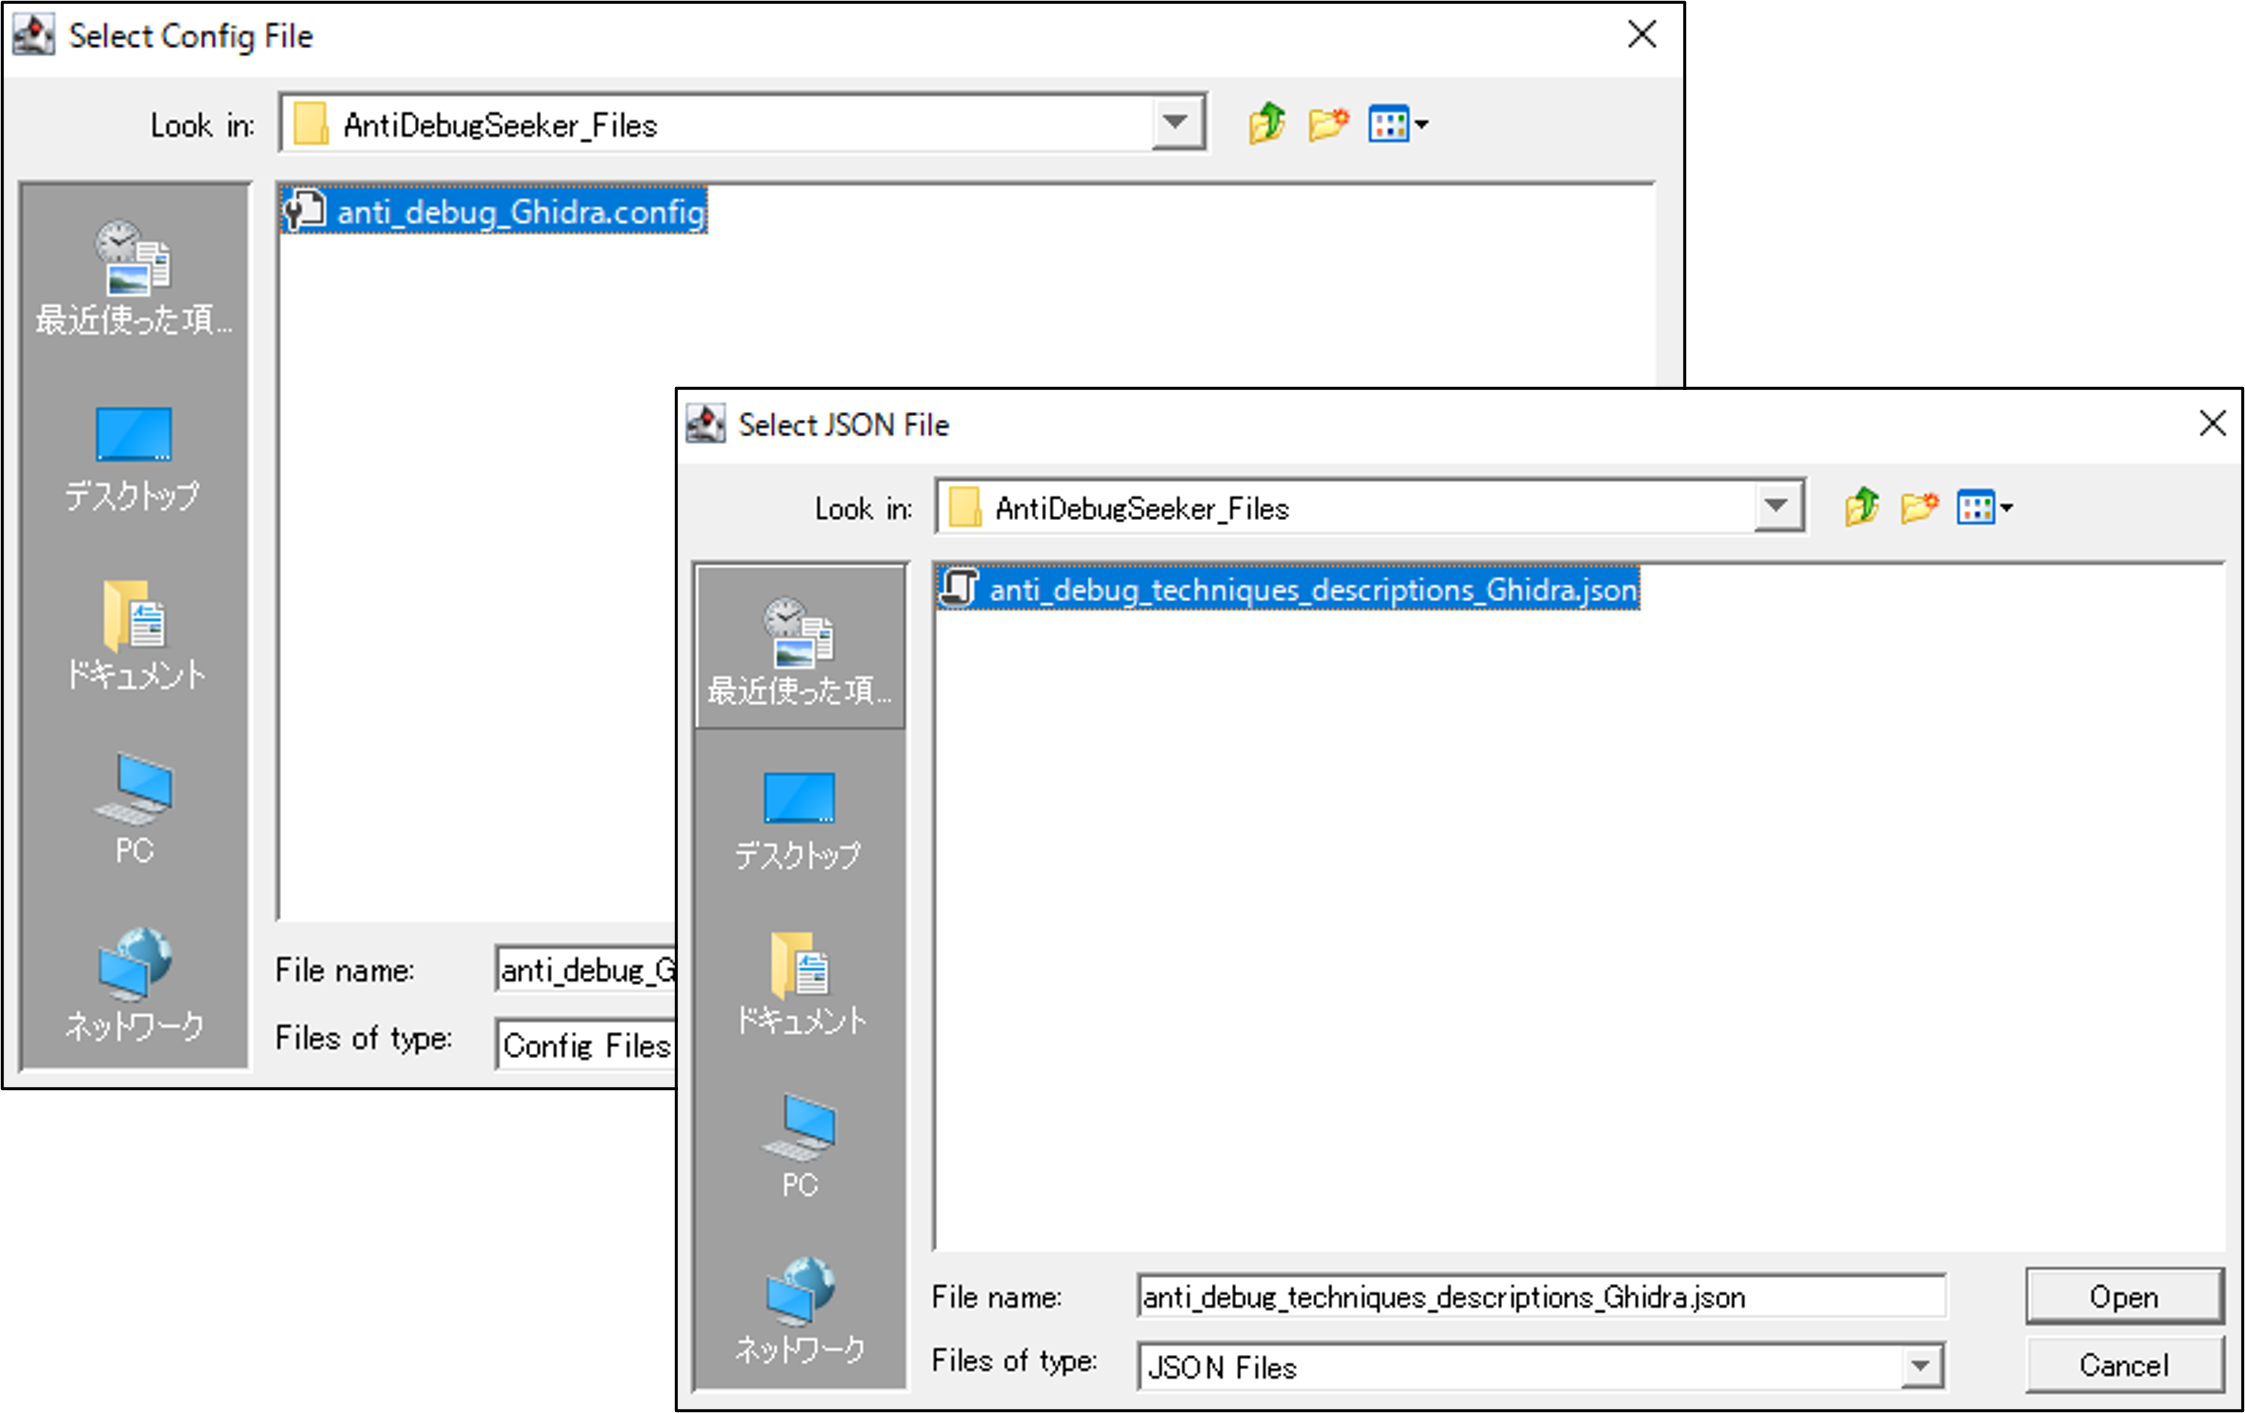 Select Config File
Look in:
AntiDebugSeeker_Files
anti_debug_Ghidra.config
最近使った項...
デスクトップ
ドキュメント
PC
ネットワーク
File name:
anti_debug_G
Files of type:
Config Files
Select JSON File
Look in:
AntiDebugSeeker_Files
anti_debug_techniques_descriptions_Ghidra.json
最近使った項...
デスクトップ
ドキュメント
PC
ネットワーク
File name:
anti_debug_techniques_descriptions_Ghidra.json
Open
Files of type:
JSON Files
Cancel